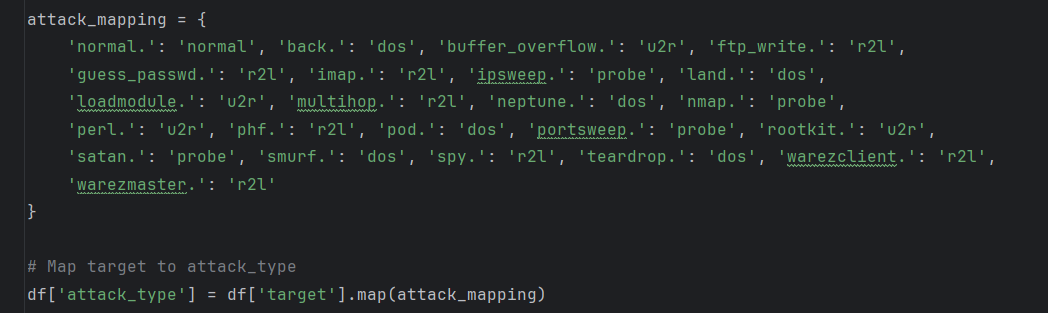 attack_mapping = {
    'normal.': 'normal', 'back.': 'dos', 'buffer_overflow.': 'u2r', 'ftp_write.': 'r2l',
    'guess_passwd.': 'r2l', 'imap.': 'r2l', 'ipsweep.': 'probe', 'land.': 'dos',
    'loadmodule.': 'u2r', 'multihop.': 'r2l', 'neptune.': 'dos', 'nmap.': 'probe',
    'perl.': 'u2r', 'phf.': 'r2l', 'pod.': 'dos', 'portsweep.': 'probe', 'rootkit.': 'u2r',
    'satan.': 'probe', 'smurf.': 'dos', 'spy.': 'r2l', 'teardrop.': 'dos', 'warezclient.': 'r2l',
    'warezmaster.': 'r2l'
}
# Map target to attack_type
df['attack_type'] = df['target'].map(attack_mapping)